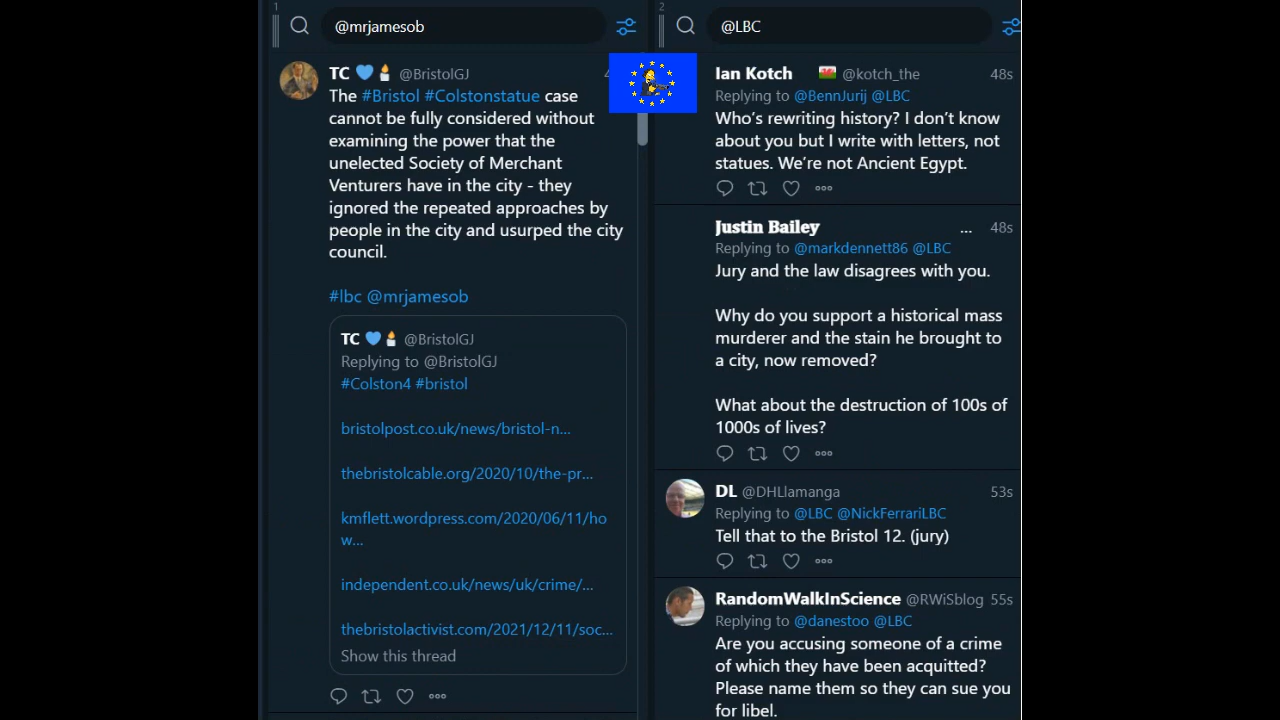 1
@mrjamesob
TC 💙🕯 @BristolGJ
The #Bristol #Colstonstatue case
cannot be fully considered without
examining the power that the
unelected Society of Merchant
Venturers have in the city - they
ignored the repeated approaches by
people in the city and usurped the city
council.
#lbc @mrjamesob
TC 💙🕯 @BristolGJ
Replying to @BristolGJ
#Colston4 #bristol
bristolpost.co.uk/news/bristol-n...
thebristolcable.org/2020/10/the-pr...
kmflett.wordpress.com/2020/06/11/ho
w...
independent.co.uk/news/uk/crime/...
thebristolactivist.com/2021/12/11/soc...
Show this thread
2
@LBC
Ian Kotch 🏴󠁧󠁢󠁷󠁬󠁳󠁿 @kotch_the 48s
Replying to @BennJurij @LBC
Who's rewriting history? I don't know
about you but I write with letters, not
statues. We're not Ancient Egypt.
Justin Bailey ... 48s
Replying to @markdennett86 @LBC
Jury and the law disagrees with you.
Why do you support a historical mass
murderer and the stain he brought to
a city, now removed?
What about the destruction of 100s of
1000s of lives?
DL @DHLlamanga 53s
Replying to @LBC @NickFerrariLBC
Tell that to the Bristol 12. (jury)
RandomWalkInScience @RWiSblog 55s
Replying to @danestoo @LBC
Are you accusing someone of a crime
of which they have been acquitted?
Please name them so they can sue you
for libel.